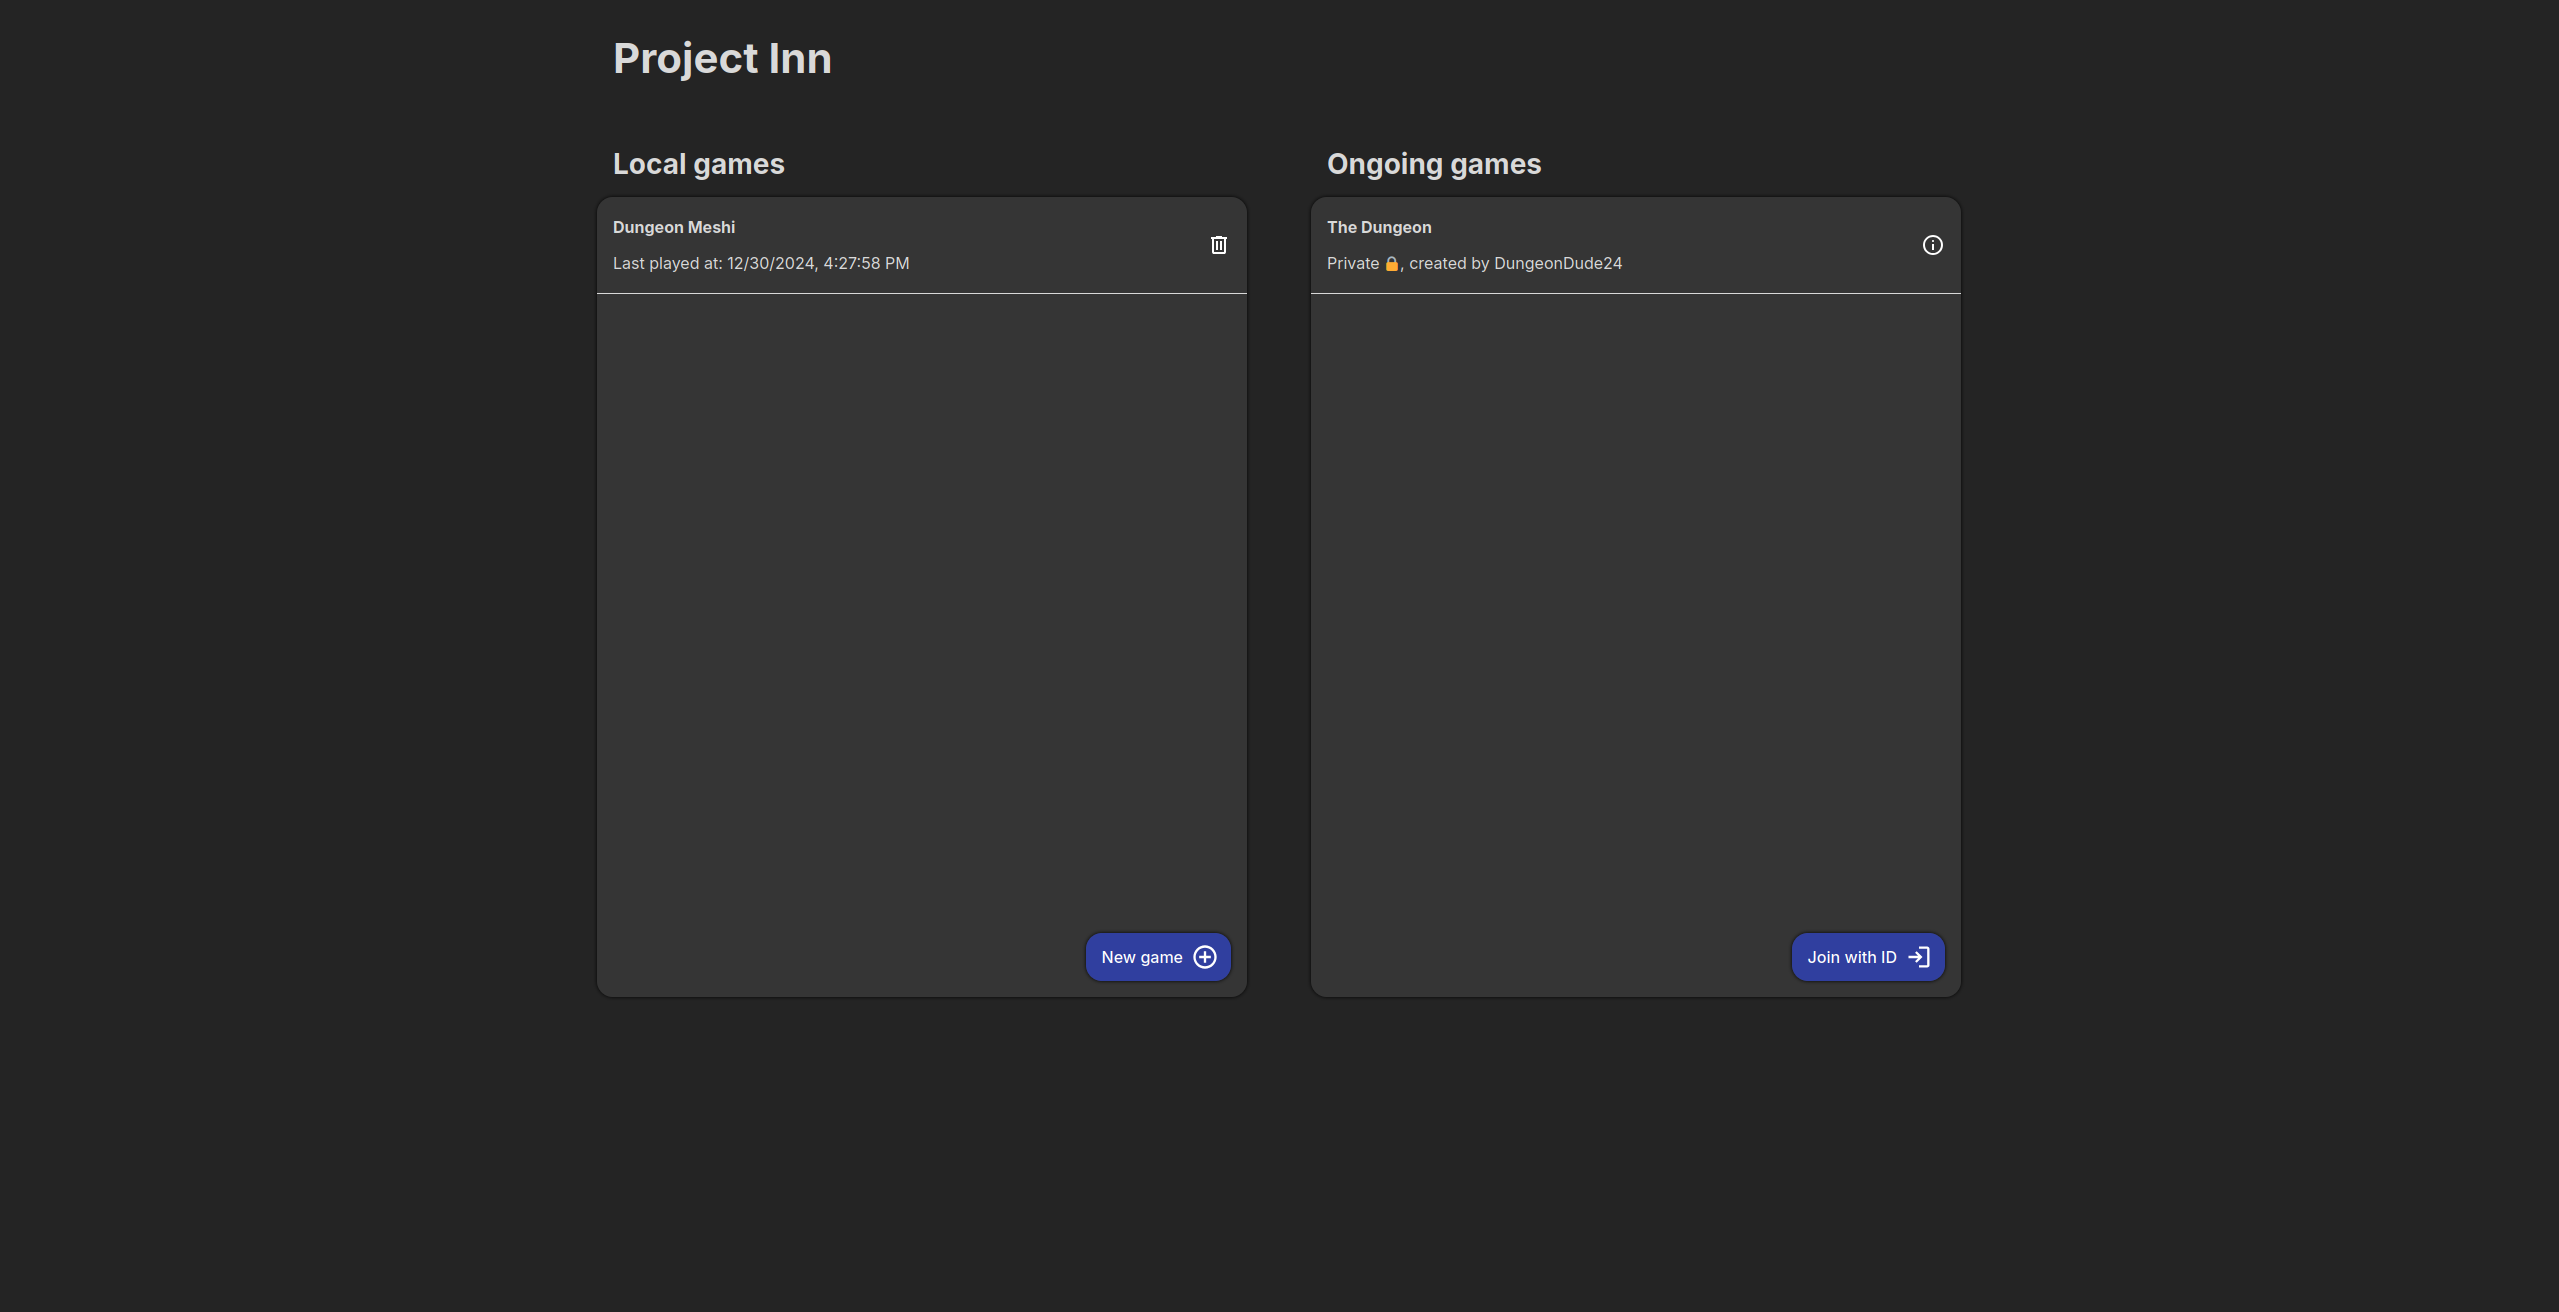 Project Inn
Local games
Dungeon Meshi
Last played at: 12/30/2024, 4:27:58 PM
New game
Ongoing games
The Dungeon
Private 🔒, created by DungeonDude24
Join with ID